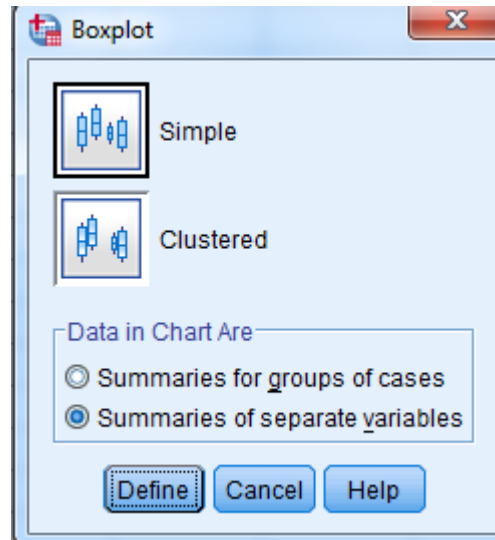 Boxplot
Simple
Clustered
Data in Chart Are
Summaries for groups of cases
Summaries of separate variables
Define Cancel Help